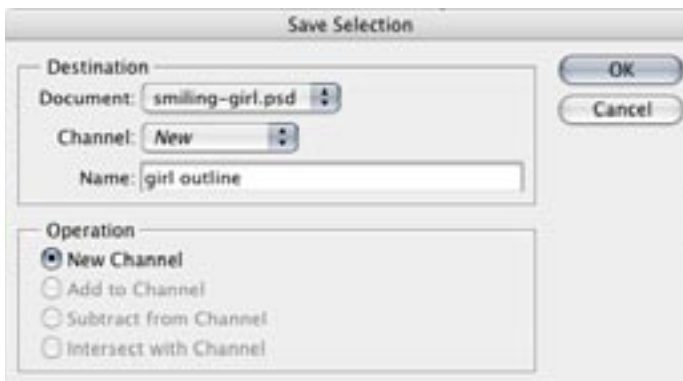 Save Selection
Destination
Document: smiling-girl.psd
Channel: New
Name: girl outline
Operation
New Channel
Add to Channel
Subtract from Channel
Intersect with Channel
OK
Cancel